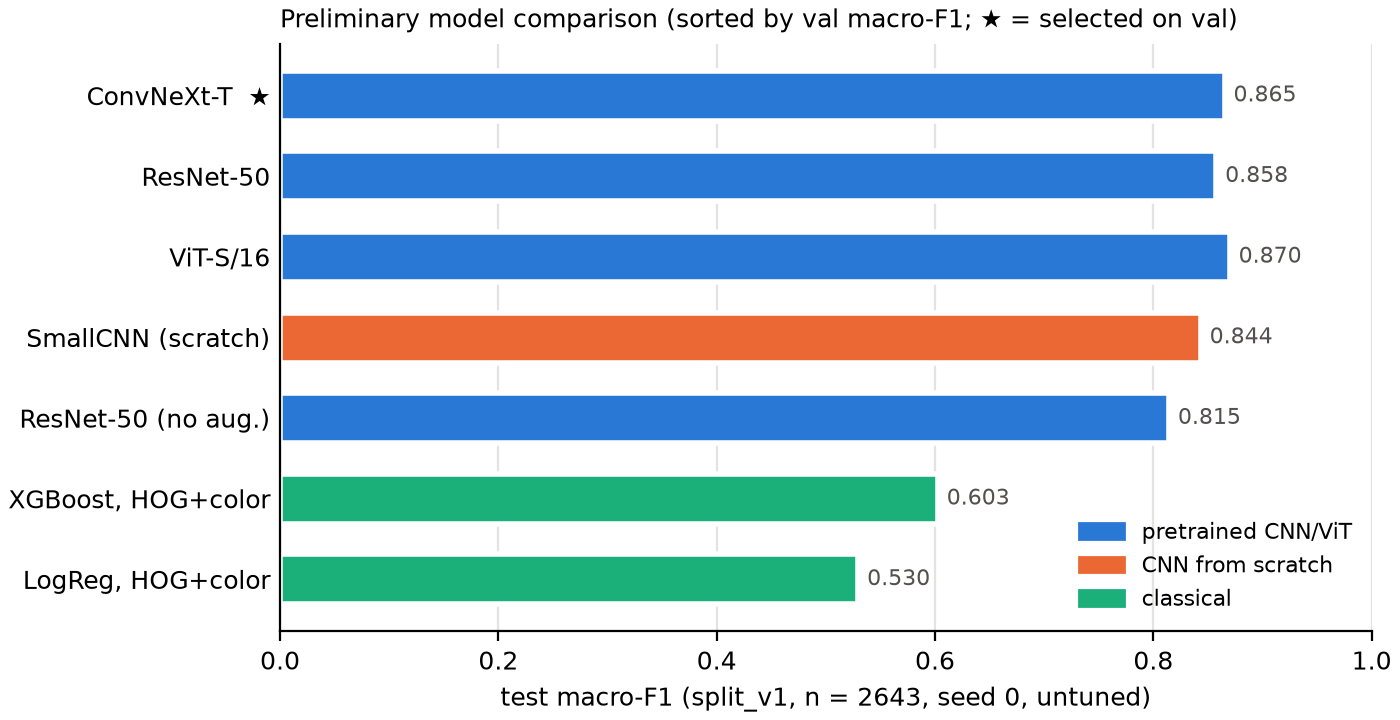 Preliminary model comparison (sorted by val macro-F1; ★ = selected on val)
ConvNeXt-T ★
0.865
ResNet-50
0.858
ViT-S/16
0.870
SmallCNN (scratch)
0.844
ResNet-50 (no aug.)
0.815
XGBoost, HOG+color
0.603
LogReg, HOG+color
0.530
pretrained CNN/ViT
CNN from scratch
classical
0.0 0.2 0.4 0.6 0.8 1.0
test macro-F1 (split_v1, n = 2643, seed 0, untuned)